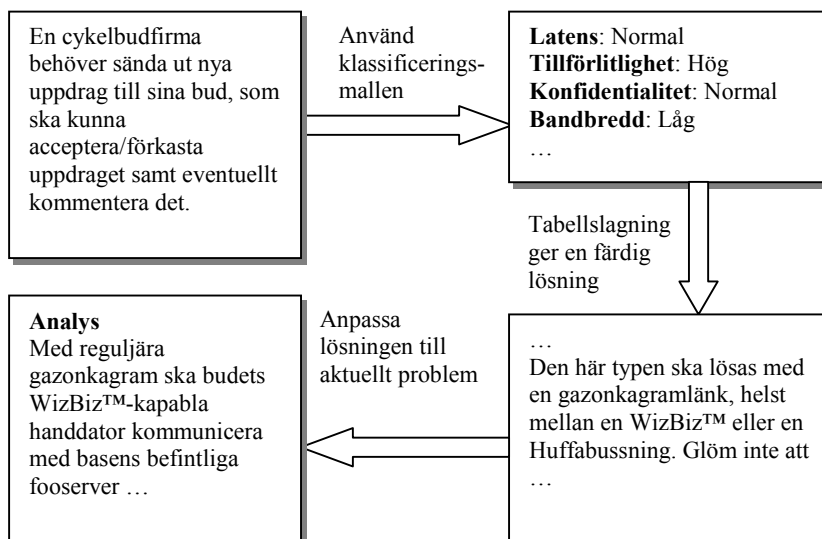 En cykelbudfirma
behöver sända ut nya
uppdrag till sina bud, som
ska kunna
acceptera/förkasta
uppdraget samt eventuellt
kommentera det.
Använd
klassificerings-
mallen
Latens: Normal
Tillförlitlighet: Hög
Konfidentialitet: Normal
Bandbredd: Låg
…
Tabellslagning
ger en färdig
lösning
…
Den här typen ska lösas med
en gazonkagramlänk, helst
mellan en WizBiz™ eller en
Huffabussning. Glöm inte att
…
Anpassa
lösningen till
aktuellt problem
Analys
Med reguljära
gazonkagram ska budets
WizBiz™-kapabla
handdator kommunicera
med basens befintliga
fooserver …